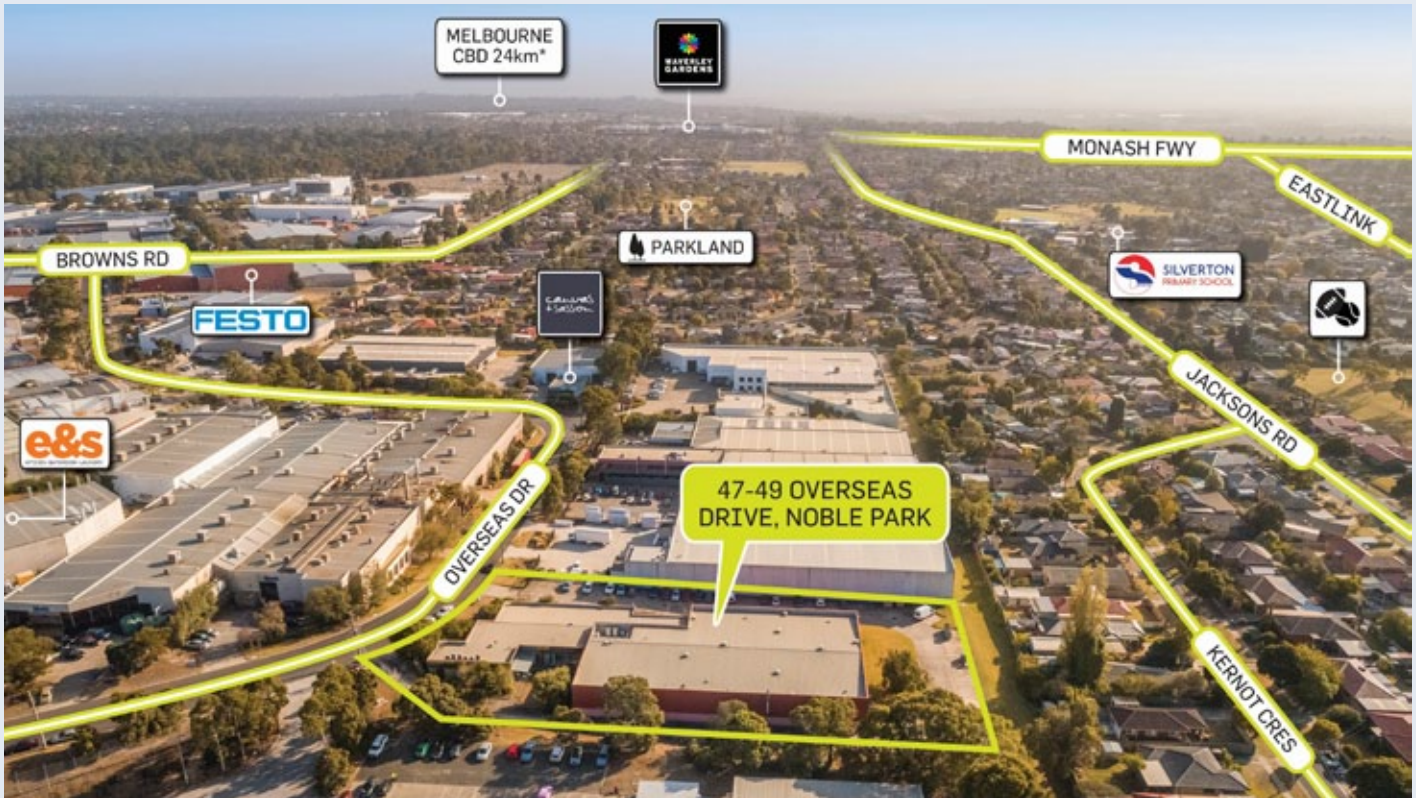 MELBOURNE
CBD 24km*
WAVERLEY
GARDENS
MONASH FWY
EASTLINK
BROWNS RD
PARKLAND
SILVERTON
PRIMARY SCHOOL
FESTO
JACKSONS RD
e&s
47-49 OVERSEAS
DRIVE, NOBLE PARK
OVERSEAS DR
KERNOT CRES